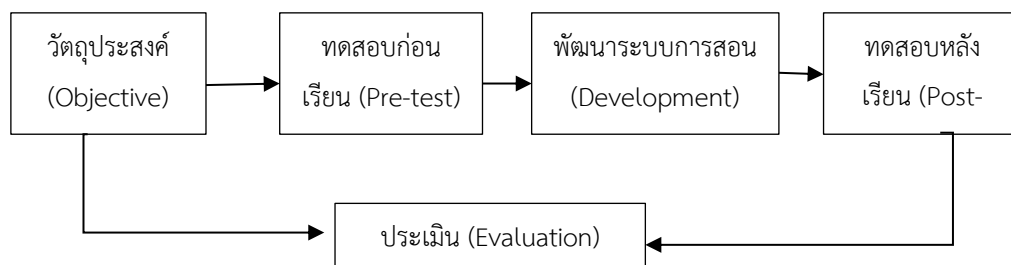 วัตถุประสงค์
(Objective)
ทดสอบก่อน
เรียน (Pre-test)
พัฒนาระบบการสอน
(Development)
ทดสอบหลัง
เรียน (Post-
ประเมิน (Evaluation)